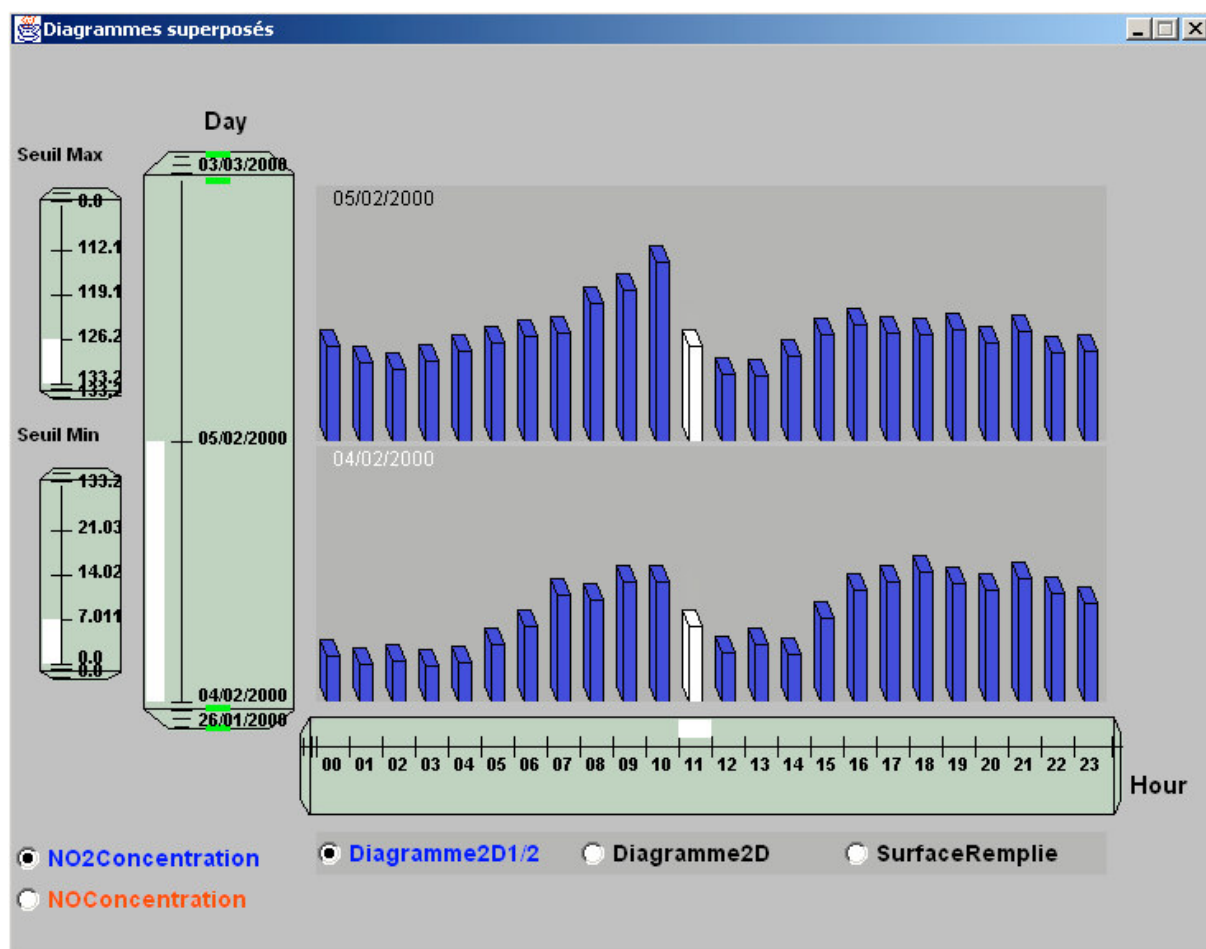 Diagrammes superposés
Day
Seuil Max
03/03/2000
0.0
112.1
119.1
126.2
133.2
133.2
05/02/2000
05/02/2000
Seuil Min
133.2
21.03
14.02
7.011
0.0
0.0
04/02/2000
04/02/2000
26/01/2000
00 01 02 03 04 05 06 07 08 09 10 11 12 13 14 15 16 17 18 19 20 21 22 23
Hour
NO2Concentration
Diagramme2D1/2 Diagramme2D SurfaceRemplie
NOConcentration